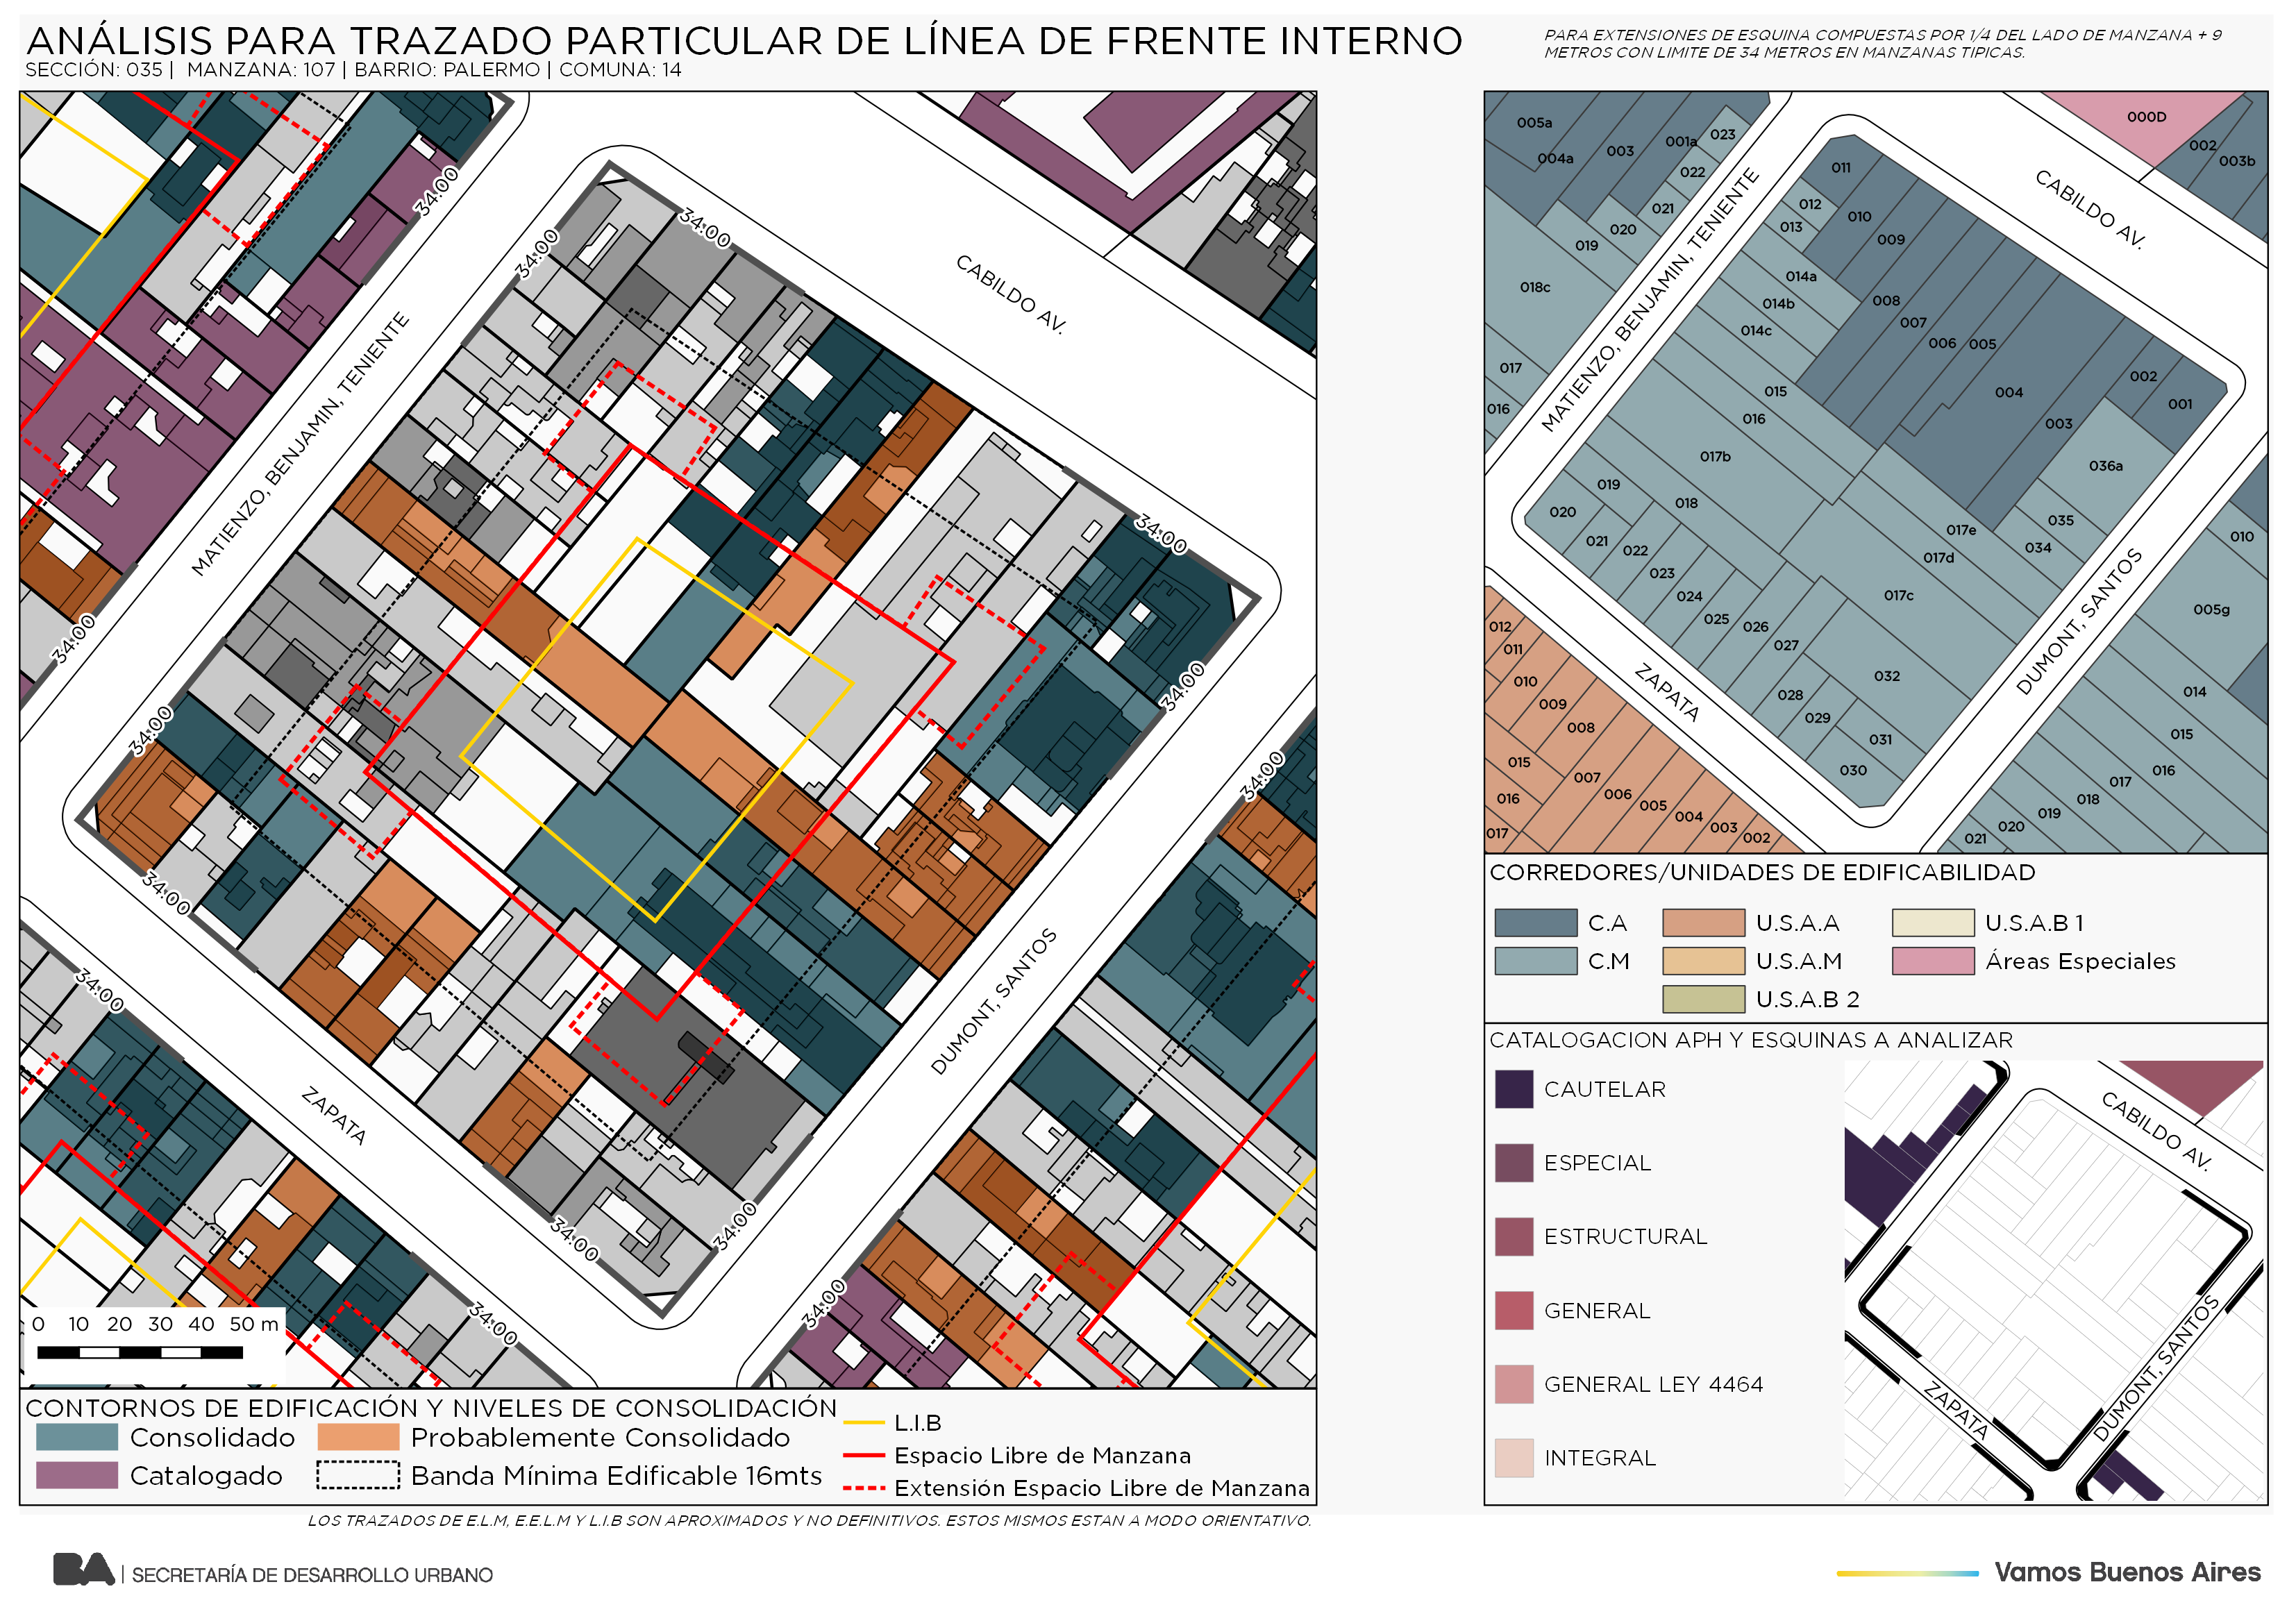 ANÁLISIS PARA TRAZADO PARTICULAR DE LÍNEA DE FRENTE INTERNO
SECCIÓN: 035 | MANZANA: 107 | BARRIO: PALERMO | COMUNA: 14
PARA EXTENSIONES DE ESQUINA COMPUESTAS POR 1/4 DEL LADO DE MANZANA + 9
METROS CON LIMITE DE 34 METROS EN MANZANAS TIPICAS.
34:00
34:00
34:00
CABILDO AV.
MATIENZO, BENJAMIN, TENIENTE
34:00
34:00
34:00
34:00
34:00
34:00
34:00
DUMONT, SANTOS
ZAPATA
34:00
34:00
34:00
34:00
0 10 20 30 40 50 m
CONTORNOS DE EDIFICACIÓN Y NIVELES DE CONSOLIDACIÓN
Consolidado
Probablemente Consolidado
Catalogado
Banda Mínima Edificable 16mts
L.I.B
Espacio Libre de Manzana
Extensión Espacio Libre de Manzana
LOS TRAZADOS DE E.L.M, E.E.L.M Y L.I.B SON APROXIMADOS Y NO DEFINITIVOS. ESTOS MISMOS ESTAN A MODO ORIENTATIVO.
005a
004a
003
001a
023
022
021
020
019
018c
017
016
000D
002
003b
CABILDO AV.
MATIENZO, BENJAMIN, TENIENTE
011
012
013
010
009
014a
014b
014c
008
007
006
005
004
002
001
003
015
016
017b
036a
019
018
020
021
022
023
024
025
026
027
035
034
017e
017d
017c
032
028
029
031
030
DUMONT, SANTOS
ZAPATA
010
005g
014
015
016
017
018
019
020
021
012
011
010
009
008
015
016
017
007
006
005
004
003
002
CORREDORES/UNIDADES DE EDIFICABILIDAD
C.A
U.S.A.A
U.S.A.B 1
C.M
U.S.A.M
Áreas Especiales
U.S.A.B 2
CATALOGACION APH Y ESQUINAS A ANALIZAR
CAUTELAR
ESPECIAL
ESTRUCTURAL
GENERAL
GENERAL LEY 4464
INTEGRAL
CABILDO AV.
DUMONT, SANTOS
ZAPATA
BA | SECRETARÍA DE DESARROLLO URBANO
Vamos Buenos Aires